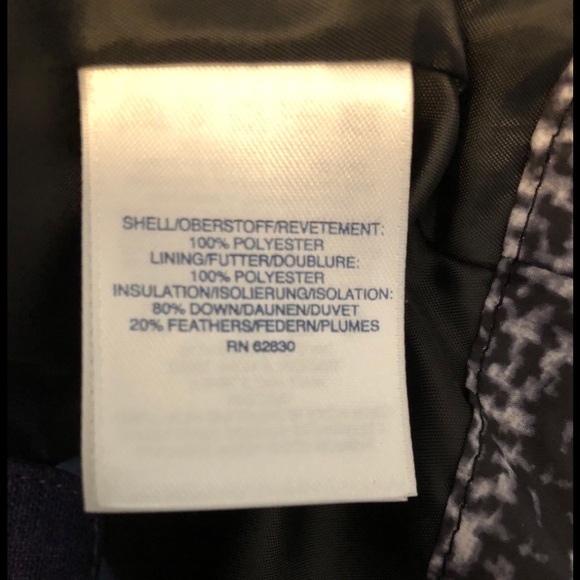 SHELL/OBERSTOFF/REVETEMENT:
100% POLYESTER
LINING/FUTTER/DOUBLURE:
100% POLYESTER
INSULATION/ISOLIERUNG/ISOLATION:
80% DOWN/DAUNEN/DUVET
20% FEATHERS/FEDERN/PLUMES
RN 62830